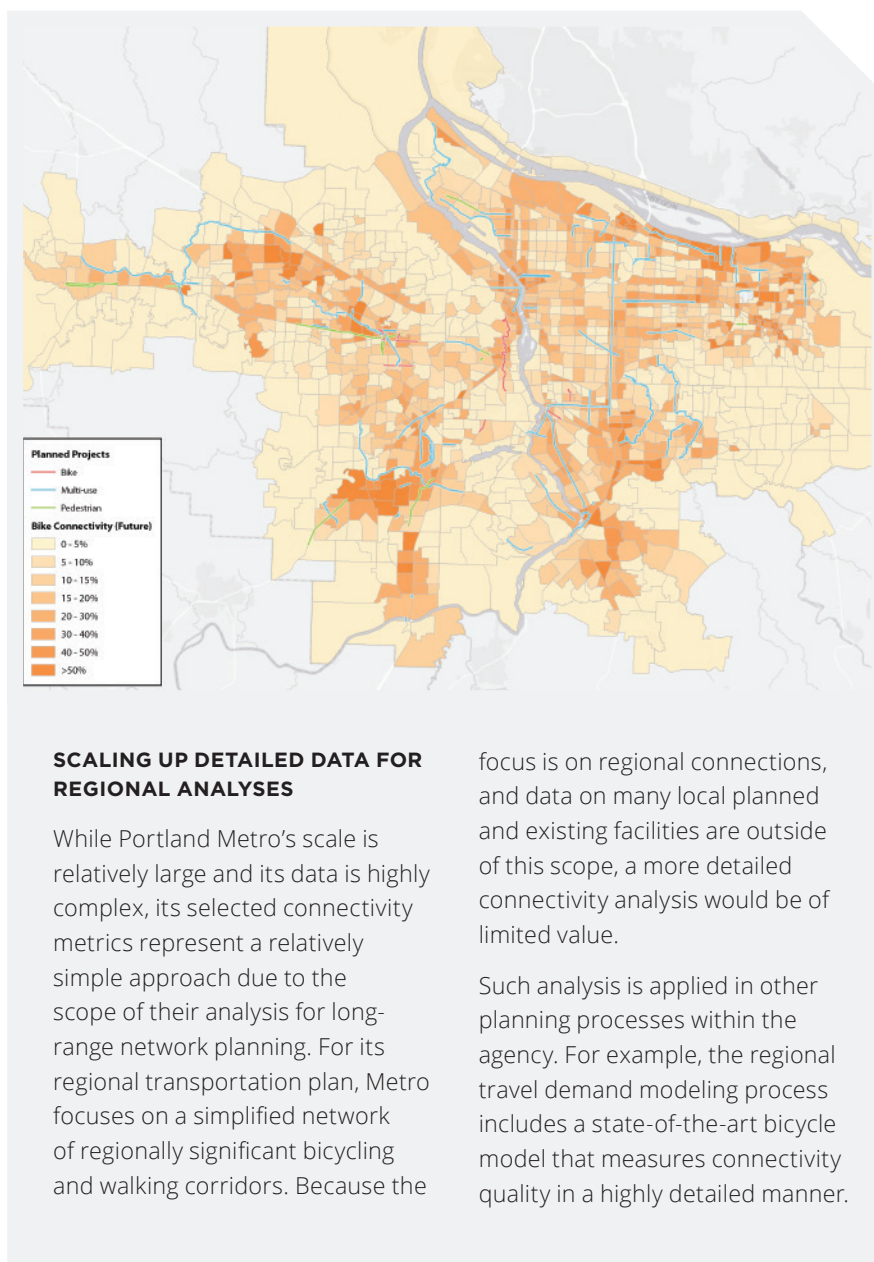 Planned Projects
Bike
Multi-use
Pedestrian
Bike Connectivity (Future)
0 - 5%
5 - 10%
10 - 15%
15 - 20%
20 - 30%
30 - 40%
40 - 50%
>50%
SCALING UP DETAILED DATA FOR
REGIONAL ANALYSES
While Portland Metro’s scale is
relatively large and its data is highly
complex, its selected connectivity
metrics represent a relatively
simple approach due to the
scope of their analysis for long-
range network planning. For its
regional transportation plan, Metro
focuses on a simplified network
of regionally significant bicycling
and walking corridors. Because the
focus is on regional connections,
and data on many local planned
and existing facilities are outside
of this scope, a more detailed
connectivity analysis would be of
limited value.
Such analysis is applied in other
planning processes within the
agency. For example, the regional
travel demand modeling process
includes a state-of-the-art bicycle
model that measures connectivity
quality in a highly detailed manner.